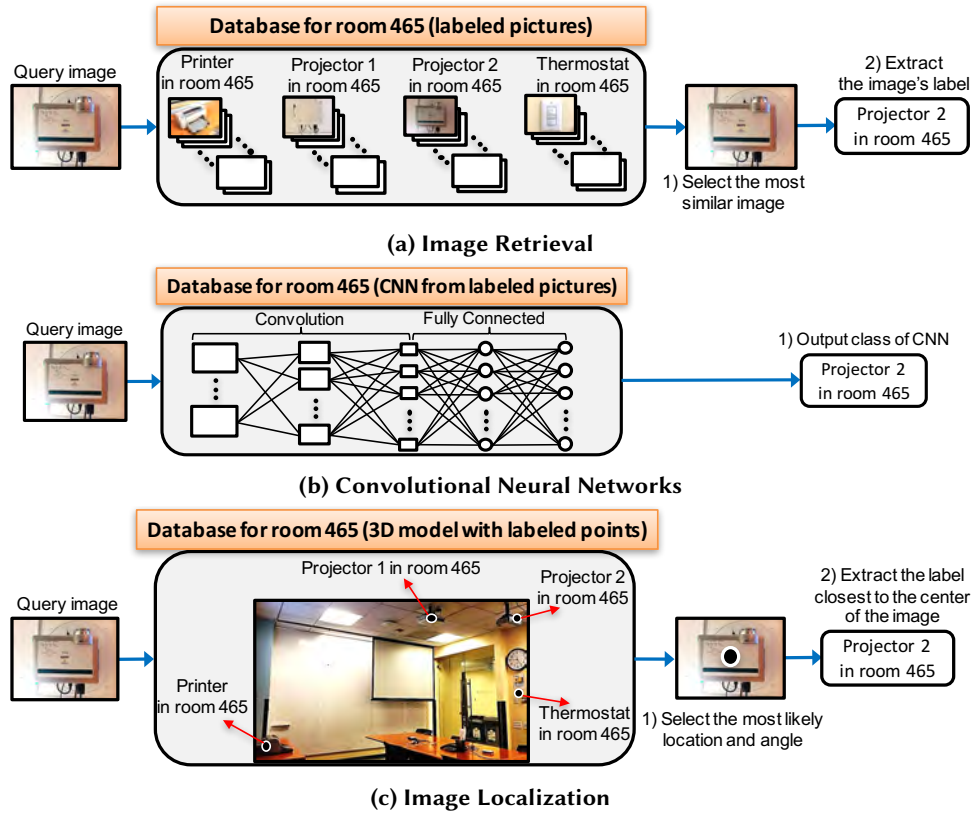 Database for room 465 (labeled pictures)
Query image
Printer
in room 465
Projector 1
in room 465
Projector 2
in room 465
Thermostat
in room 465
1) Select the most
similar image
2) Extract
the image's label
Projector 2
in room 465
(a) Image Retrieval
Database for room 465 (CNN from labeled pictures)
Query image
Convolution
Fully Connected
1) Output class of CNN
Projector 2
in room 465
(b) Convolutional Neural Networks
Database for room 465 (3D model with labeled points)
Query image
Projector 1 in room 465
Projector 2
in room 465
Printer
in room 465
Thermostat
in room 465
1) Select the most likely
location and angle
2) Extract the label
closest to the center
of the image
Projector 2
in room 465
(c) Image Localization